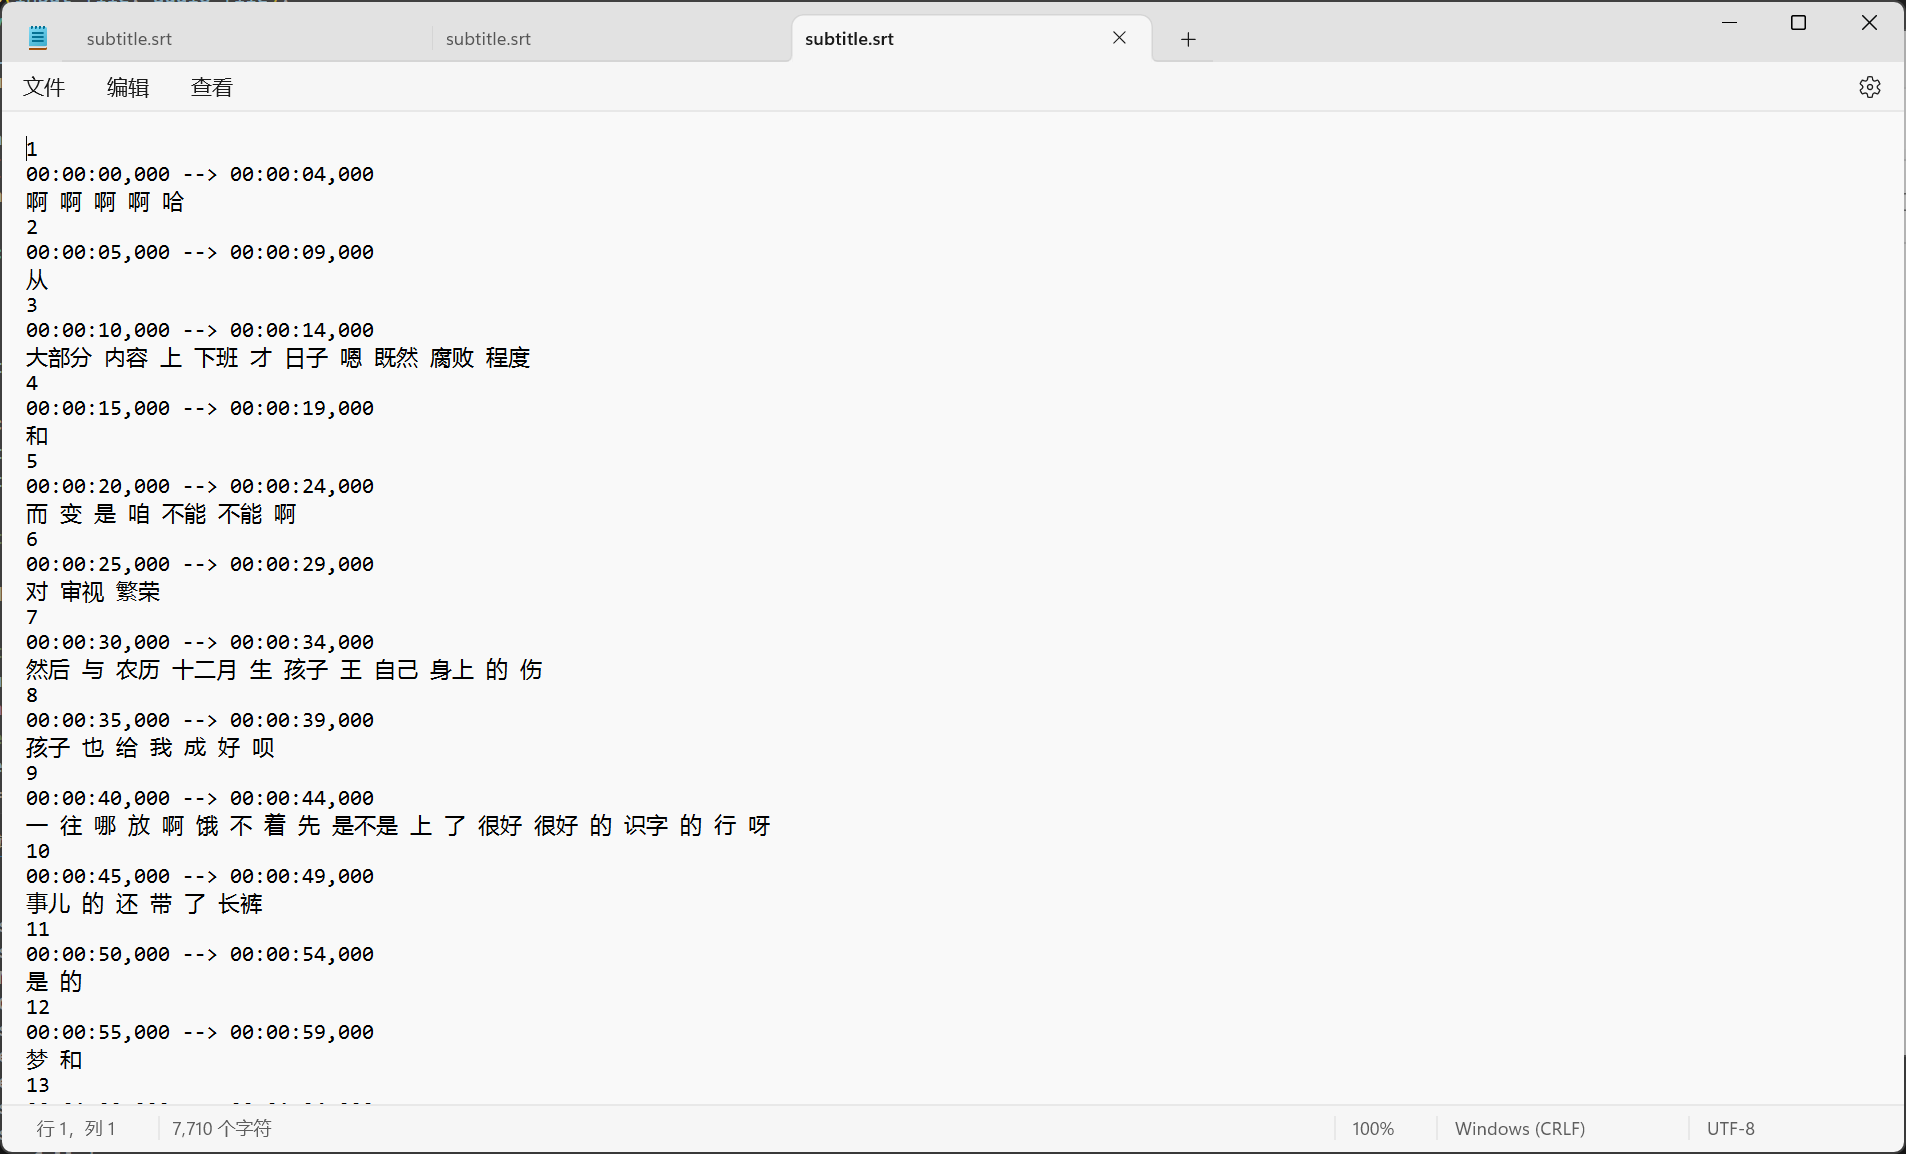 subtitle.srt
subtitle.srt
subtitle.srt
文件 编辑 查看
1
00:00:00,000 --> 00:00:04,000
啊 啊 啊 啊 哈
2
00:00:05,000 --> 00:00:09,000
从
3
00:00:10,000 --> 00:00:14,000
大部分 内容 上 下班 才 日子 嗯 既然 腐败 程度
4
00:00:15,000 --> 00:00:19,000
和
5
00:00:20,000 --> 00:00:24,000
而 变 是 咱 不能 不能 啊
6
00:00:25,000 --> 00:00:29,000
对 审视 繁荣
7
00:00:30,000 --> 00:00:34,000
然后 与 农历 十二月 生 孩子 王 自己 身上 的 伤
8
00:00:35,000 --> 00:00:39,000
孩子 也 给 我 成 好 呗
9
00:00:40,000 --> 00:00:44,000
一 往 哪 放 啊 饿 不 着 先 是不是 上 了 很好 很好 的 识字 的 行 呀
10
00:00:45,000 --> 00:00:49,000
事儿 的 还 带 了 长裤
11
00:00:50,000 --> 00:00:54,000
是 的
12
00:00:55,000 --> 00:00:59,000
梦 和
13
行 1，列 1 7,710 个字符 100% Windows (CRLF) UTF-8